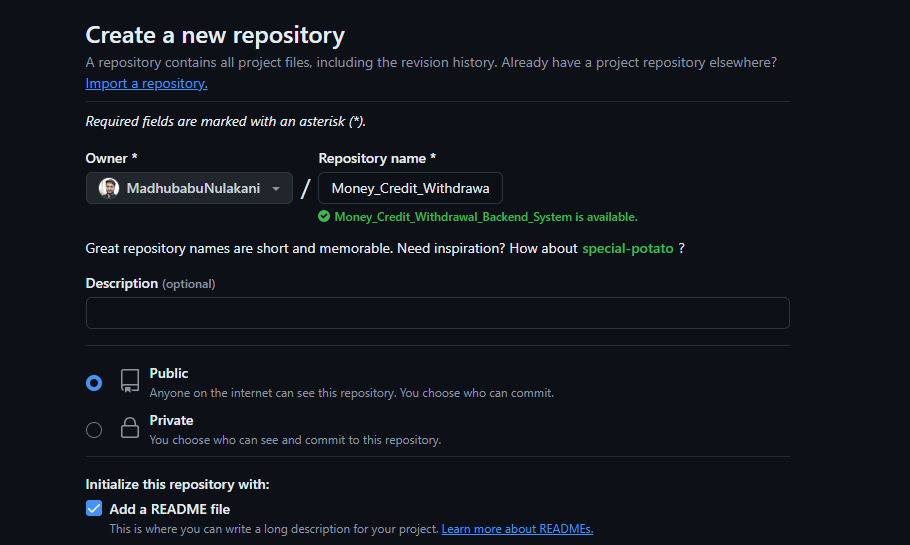 Create a new repository
A repository contains all project files, including the revision history. Already have a project repository elsewhere?
Import a repository.
Required fields are marked with an asterisk (*).
Owner *
Repository name *
MadhubabuNulakani
/
Money_Credit_Withdrawa
Money_Credit_Withdrawal_Backend_System is available.
Great repository names are short and memorable. Need inspiration? How about special-potato ?
Description (optional)
Public
Anyone on the internet can see this repository. You choose who can commit.
Private
You choose who can see and commit to this repository.
Initialize this repository with:
Add a README file
This is where you can write a long description for your project. Learn more about READMEs.